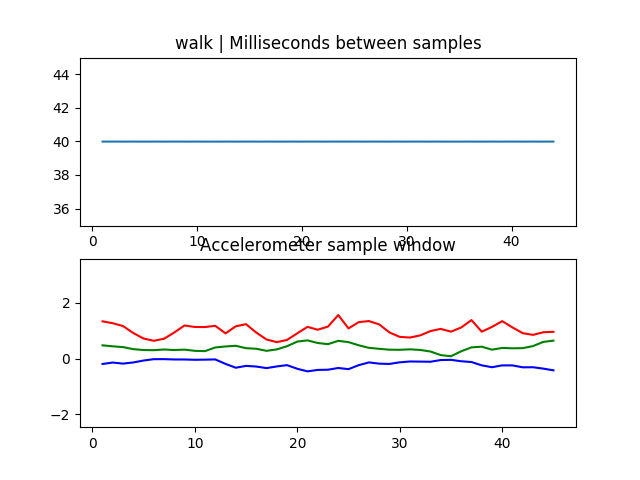 walk | Milliseconds between samples
44
42
40
38
36
0 10 20 30 40
Accelerometer sample window
2
0
−2
0 10 20 30 40